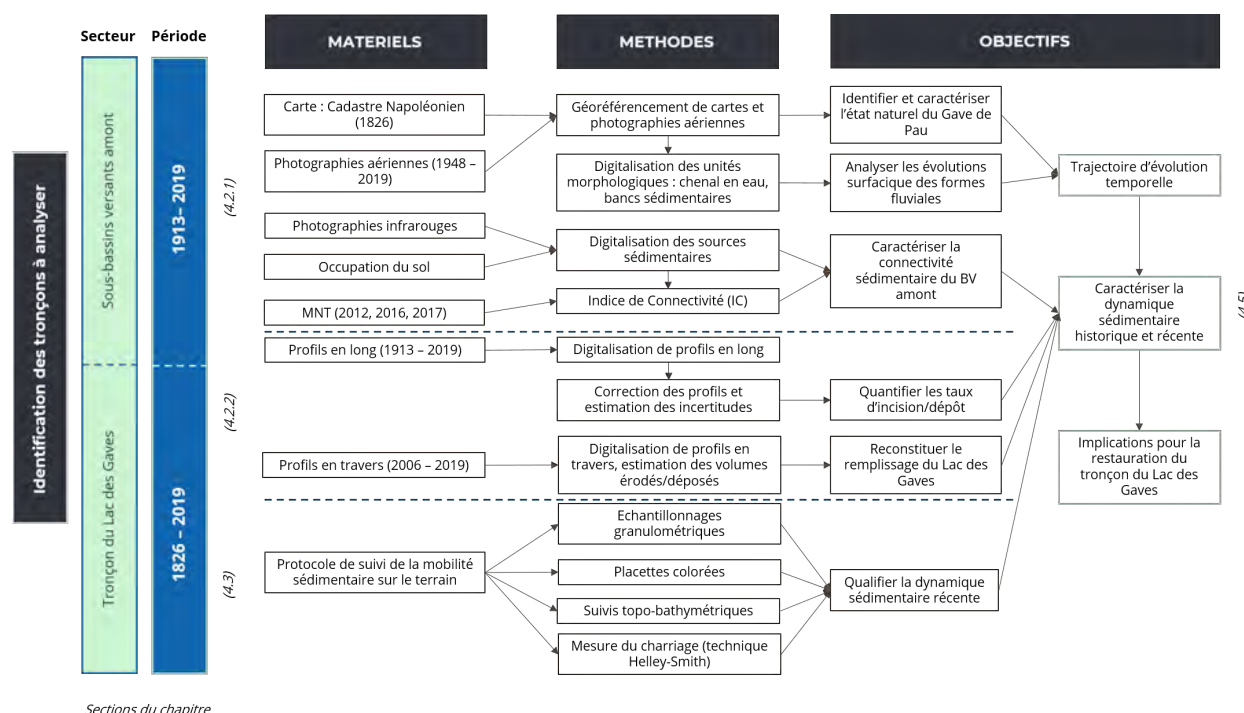 Secteur
Période
MATERIELS
METHODES
OBJECTIFS
Identification des tronçons à analyser
Sous-bassins versants amont
1913– 2019
(4.2.1)
Tronçon du Lac des Gaves
1826 – 2019
(4.2.2)
(4.3)
Carte : Cadastre Napoléonien
(1826)
Photographies aériennes (1948 –
2019)
Photographies infrarouges
Occupation du sol
MNT (2012, 2016, 2017)
Profils en long (1913 – 2019)
Profils en travers (2006 – 2019)
Protocole de suivi de la mobilité
sédimentaire sur le terrain
Géoréférencement de cartes et
photographies aériennes
Digitalisation des unités
morphologiques : chenal en eau,
bancs sédimentaires
Digitalisation des sources
sédimentaires
Indice de Connectivité (IC)
Digitalisation de profils en long
Correction des profils et
estimation des incertitudes
Digitalisation de profils en
travers, estimation des volumes
érodés/déposés
Echantillonnages
granulométriques
Placettes colorées
Suivis topo-bathymétriques
Mesure du charriage (technique
Helley-Smith)
Identifier et caractériser
l’état naturel du Gave de
Pau
Analyser les évolutions
surfacique des formes
fluviales
Caractériser la
connectivité
sédimentaire du BV
amont
Quantifier les taux
d’incision/dépôt
Reconstituer le
remplissage du Lac des
Gaves
Qualifier la dynamique
sédimentaire récente
Trajectoire d’évolution
temporelle
Caractériser la
dynamique
sédimentaire
historique et récente
Implications pour la
restauration du
tronçon du Lac des
Gaves
Sections du chapitre